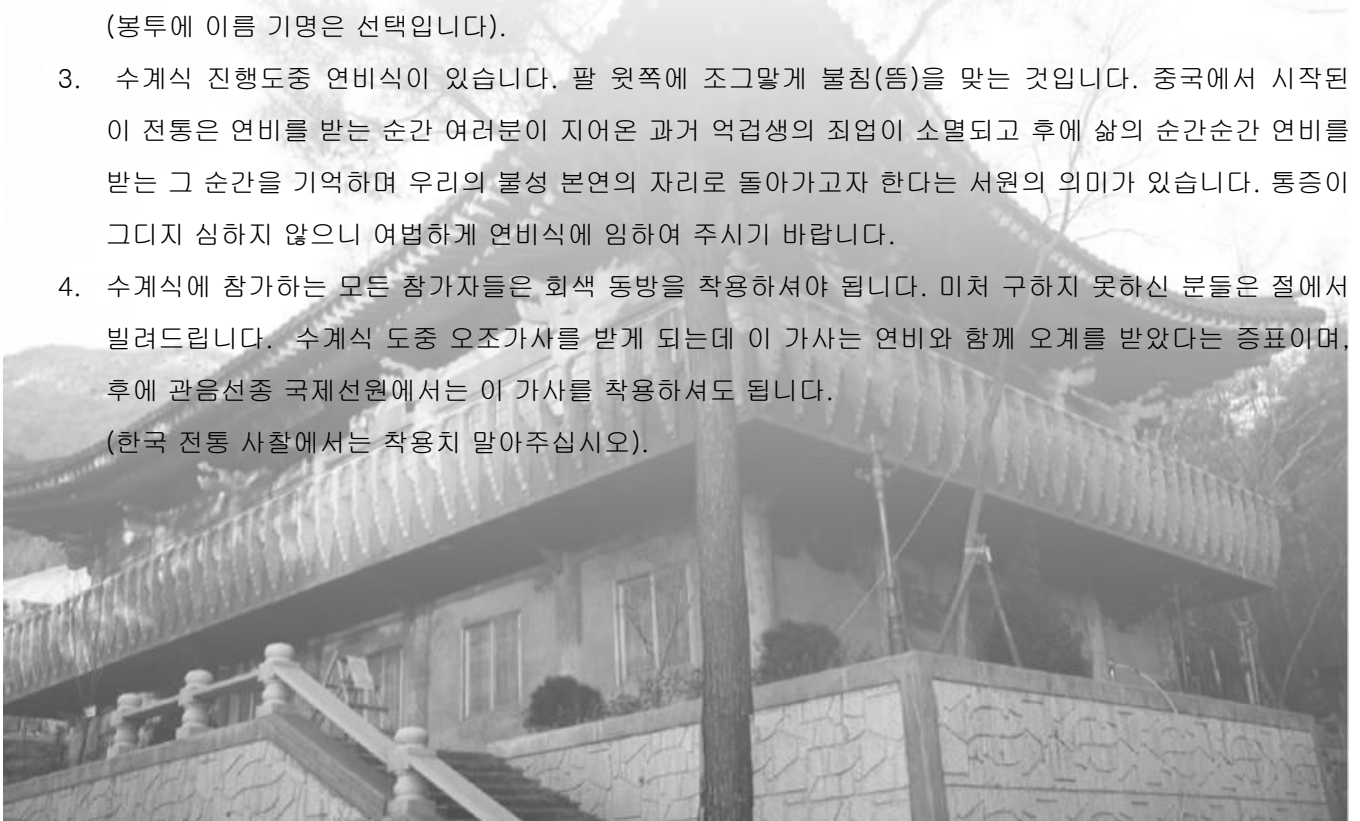 (봉투에 이름 기명은 선택입니다).
3. 수계식 진행도중 연비식이 있습니다. 팔 윗쪽에 조그맣게 불침(뜸)을 맞는 것입니다. 중국에서 시작된
이 전통은 연비를 받는 순간 여러분이 지어온 과거 억겁생의 죄업이 소멸되고 후에 삶의 순간순간 연비를
받는 그 순간을 기억하며 우리의 불성 본연의 자리로 돌아가고자 한다는 서원의 의미가 있습니다. 통증이
그디지 심하지 않으니 여법하게 연비식에 임하여 주시기 바랍니다.
4. 수계식에 참가하는 모든 참가자들은 회색 동방을 착용하셔야 됩니다. 미처 구하지 못하신 분들은 절에서
빌려드립니다. 수계식 도중 오조가사를 받게 되는데 이 가사는 연비와 함께 오계를 받았다는 증표이며,
후에 관음선종 국제선원에서는 이 가사를 착용하셔도 됩니다.
(한국 전통 사찰에서는 착용치 말아주십시오).